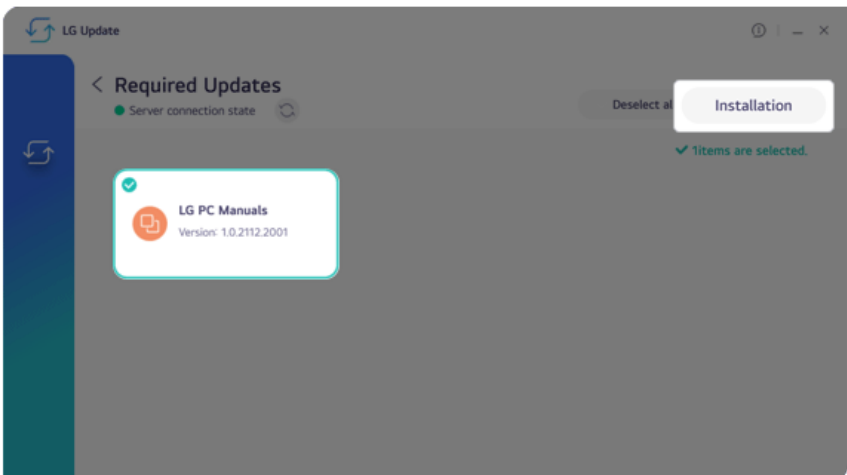 LG Update
Required Updates
Server connection state
Deselect al
Installation
1items are selected.
LG PC Manuals
Version: 1.0.2112.2001